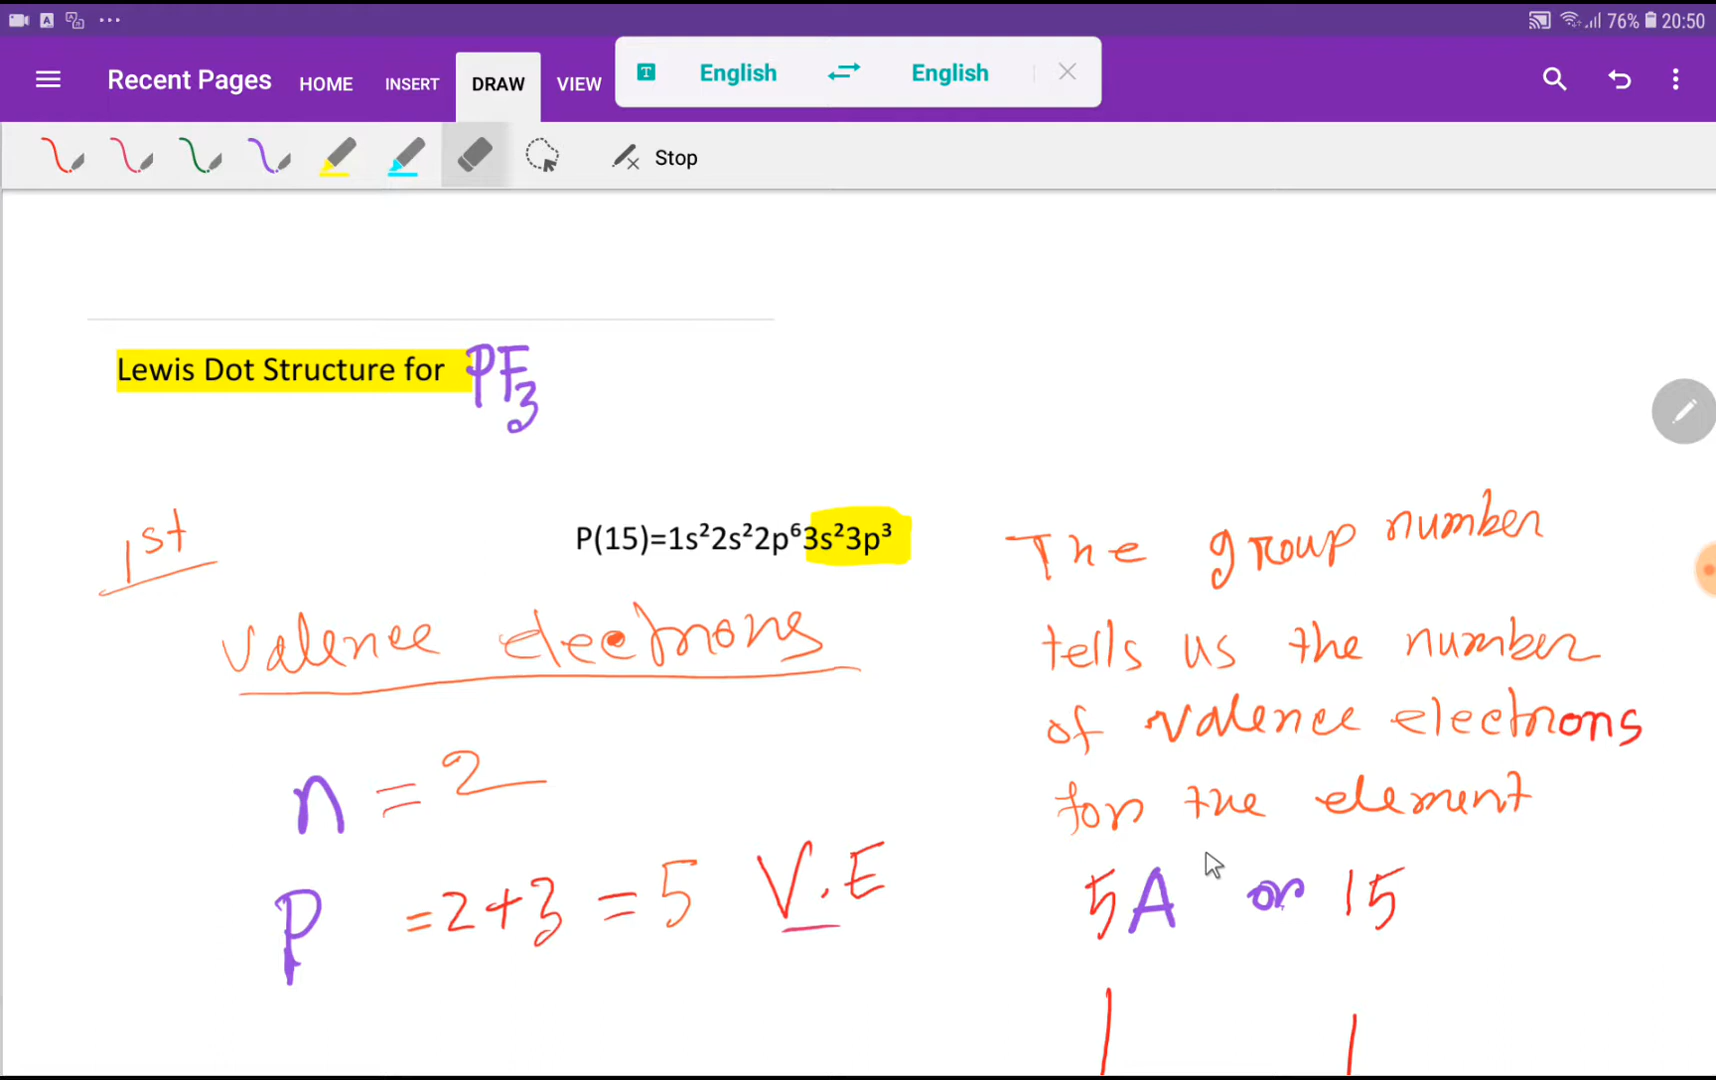 76% 20:50
Recent Pages HOME INSERT DRAW VIEW
T English English
Stop
Lewis Dot Structure for PF₃
1st
P(15)=1s²2s²2p⁶3s²3p³
valence electrons
n = 2
P = 2+3 = 5 V.E
The group number
tells us the number
of valence electrons
for the element
5A or 15